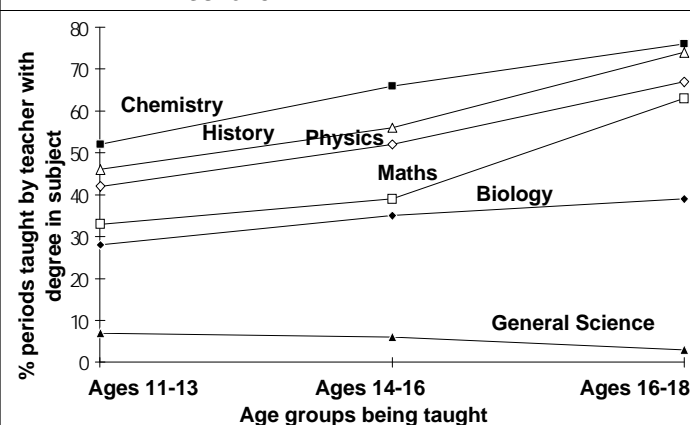 % periods taught by teacher with
degree in subject
80
70
60
50
40
30
20
10
0
Chemistry
History
Physics
Maths
Biology
General Science
Ages 11-13
Ages 14-16
Ages 16-18
Age groups being taught